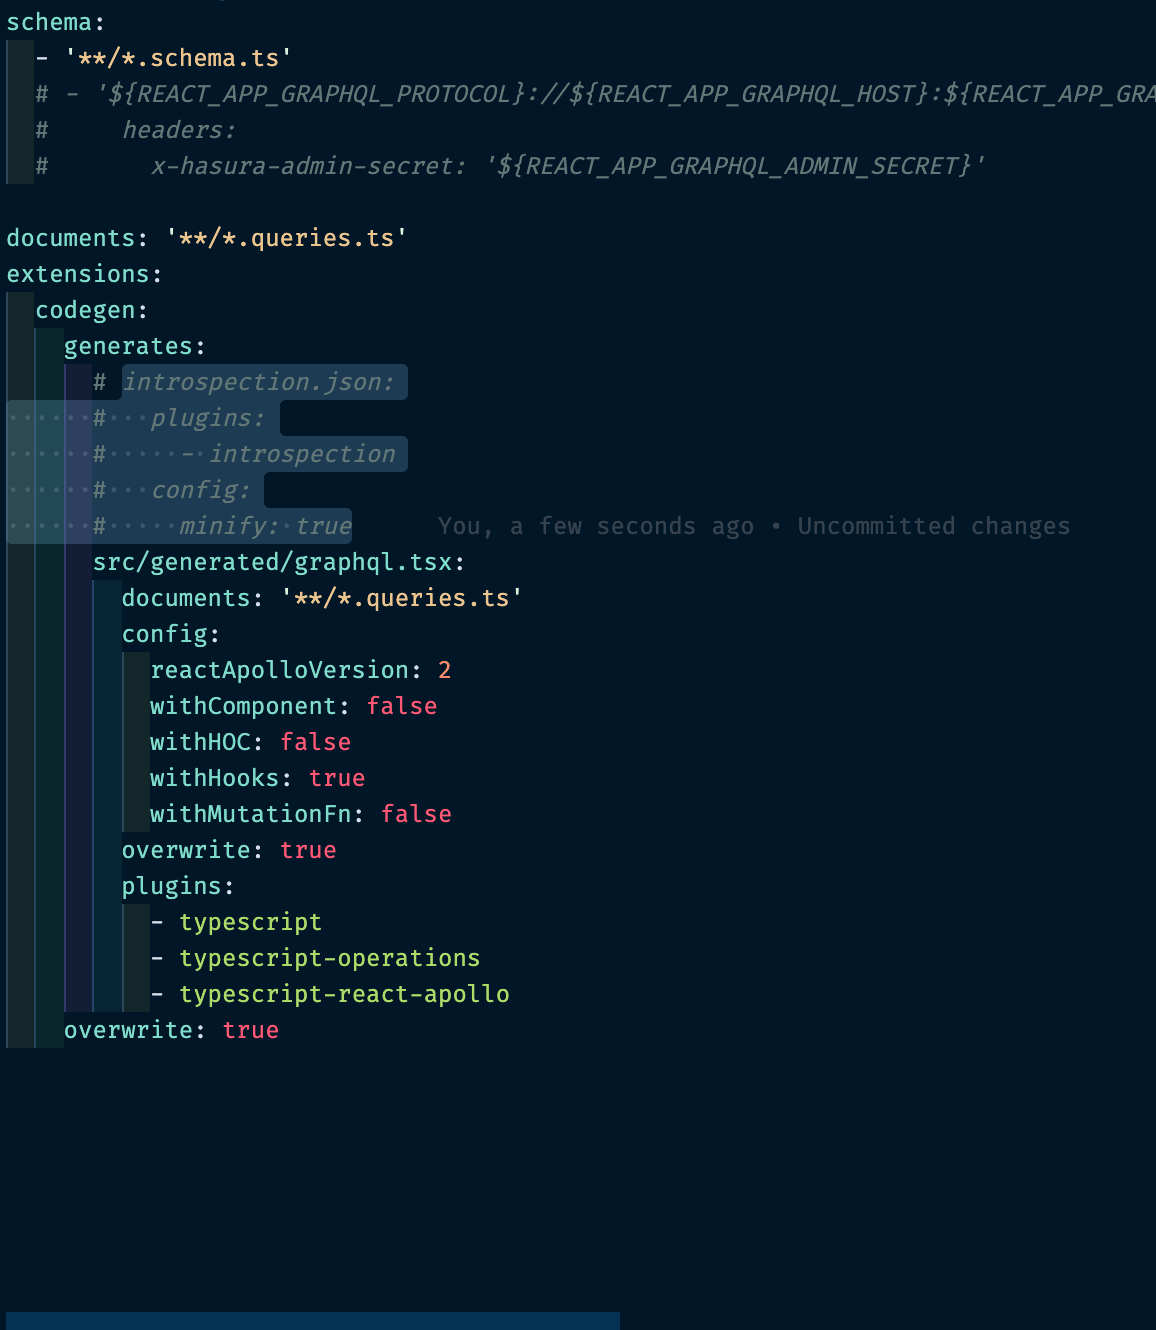 schema:
  - '**/*.schema.ts'
  # - '${REACT_APP_GRAPHQL_PROTOCOL}://${REACT_APP_GRAPHQL_HOST}:${REACT_APP_GRA
  #     headers:
  #       x-hasura-admin-secret: '${REACT_APP_GRAPHQL_ADMIN_SECRET}'

documents: '**/*.queries.ts'
extensions:
  codegen:
    generates:
      # introspection.json:
      #   plugins:
      #     - introspection
      #   config:
      #     minify: true      You, a few seconds ago • Uncommitted changes
      src/generated/graphql.tsx:
        documents: '**/*.queries.ts'
        config:
          reactApolloVersion: 2
          withComponent: false
          withHOC: false
          withHooks: true
          withMutationFn: false
        overwrite: true
        plugins:
          - typescript
          - typescript-operations
          - typescript-react-apollo
    overwrite: true